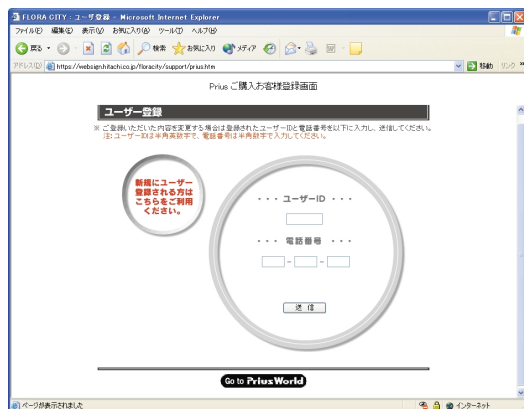 FLORA CITY : ユーザ登録 - Microsoft Internet Explorer
ファイル(F) 編集(E) 表示(V) お気に入り(A) ツール(T) ヘルプ(H)
戻る 検索 お気に入り メディア
アドレス(D) https://websign.hitachi.co.jp/floracity/support/prius.htm 移動 リンク »
Prius ご購入お客様登録画面
ユーザー登録
※ ご登録いただいた内容を変更する場合は登録されたユーザーIDと電話番号を以下に入力し、送信してください。
注: ユーザーIDは半角英数字で、電話番号は半角数字で入力してください。
新規にユーザー
登録される方は
こちらをご利用
ください。
・・・ ユーザーID ・・・
・・・ 電話番号 ・・・
- -
送 信
Go to PriusWorld
ページが表示されました インターネット